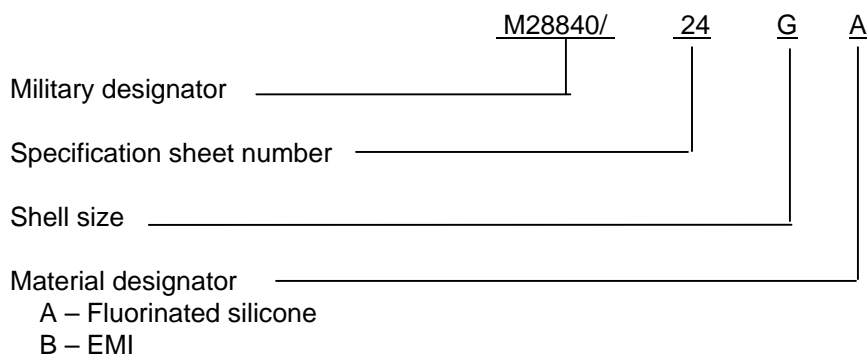 M28840/ 24 G A
Military designator
Specification sheet number
Shell size
Material designator
A – Fluorinated silicone
B – EMI